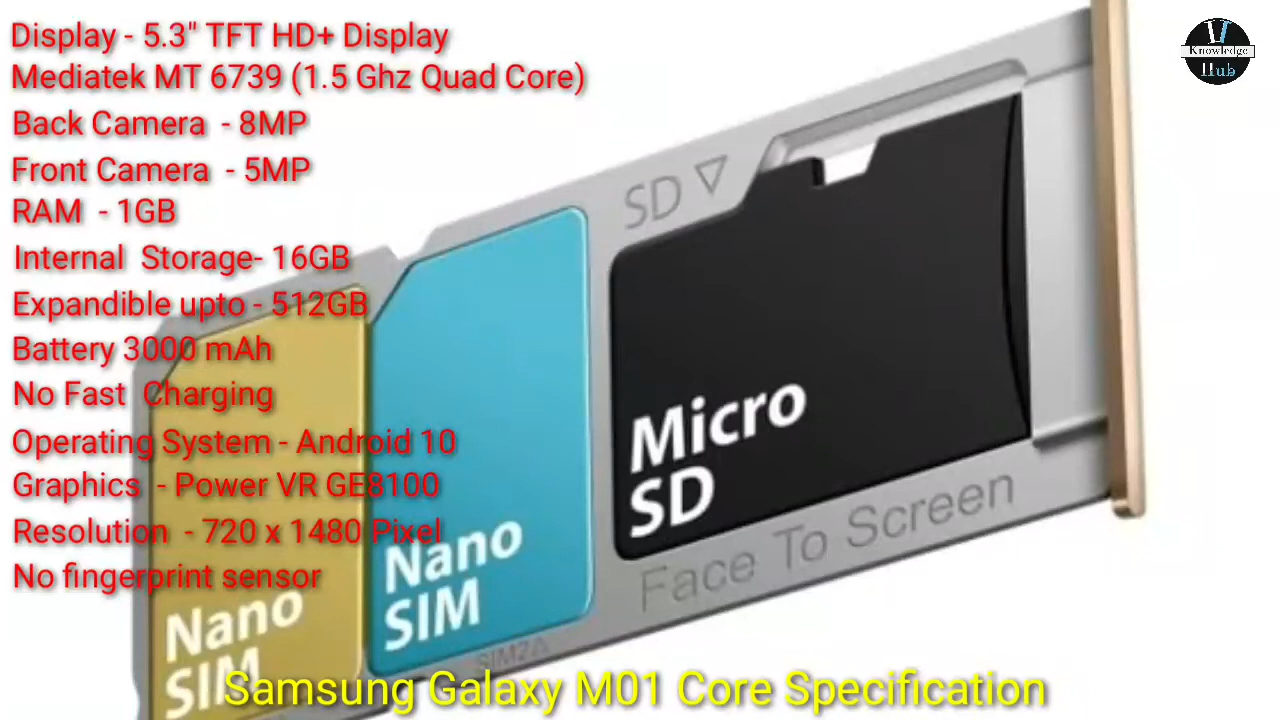 Display - 5.3" TFT HD+ Display
Mediatek MT 6739 (1.5 Ghz Quad Core)
Back Camera - 8MP
Front Camera - 5MP
RAM - 1GB
Internal Storage- 16GB
Expandible upto - 512GB
Battery 3000 mAh
No Fast Charging
Operating System - Android 10
Graphics - Power VR GE8100
Resolution - 720 x 1480 Pixel
No fingerprint sensor
Knowledge
Hub
SD ▽
Micro
SD
Face To Screen
Nano
SIM
SIM2△
Nano
SIM
Samsung Galaxy M01 Core Specification